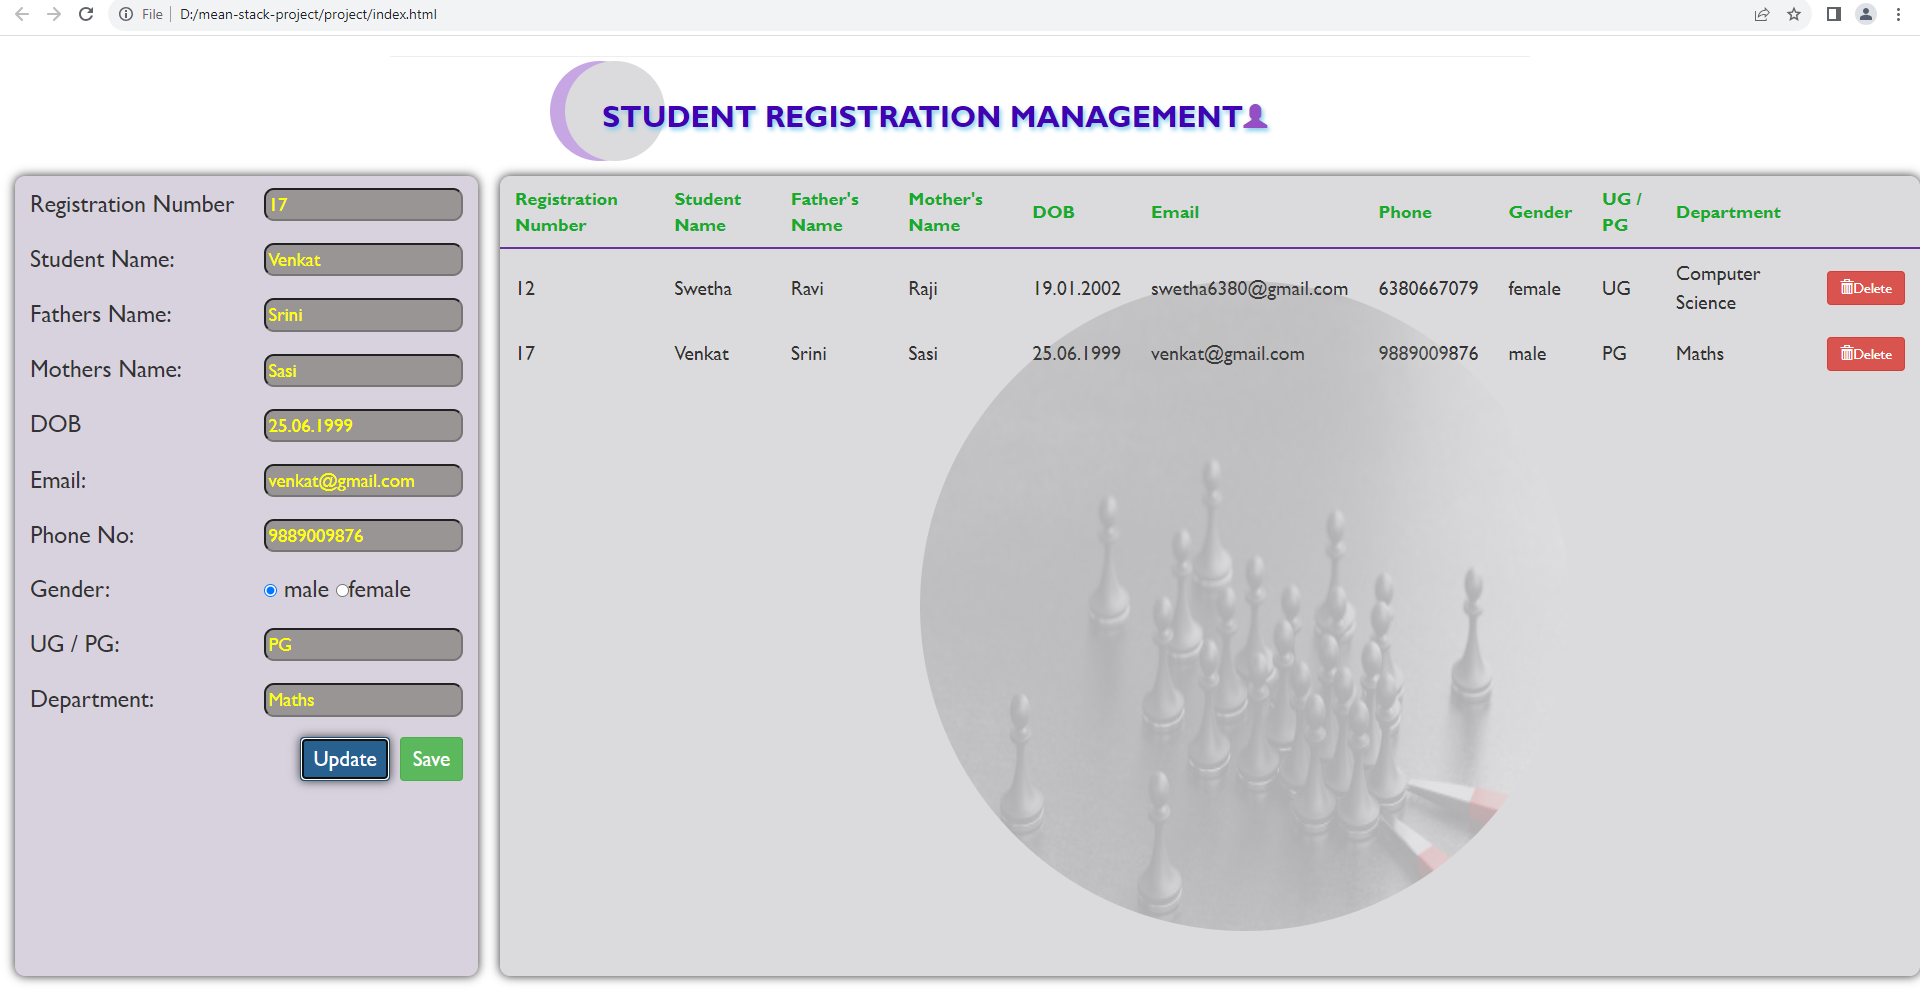 File D:/mean-stack-project/project/index.html
STUDENT REGISTRATION MANAGEMENT
Registration Number 17
Student Name: Venkat
Fathers Name: Srini
Mothers Name: Sasi
DOB 25.06.1999
Email: venkat@gmail.com
Phone No: 9889009876
Gender: male female
UG / PG: PG
Department: Maths
Update Save
Registration Number Student Name Father's Name Mother's Name DOB Email Phone Gender UG / PG Department
12 Swetha Ravi Raji 19.01.2002 swetha6380@gmail.com 6380667079 female UG Computer Science Delete
17 Venkat Srini Sasi 25.06.1999 venkat@gmail.com 9889009876 male PG Maths Delete